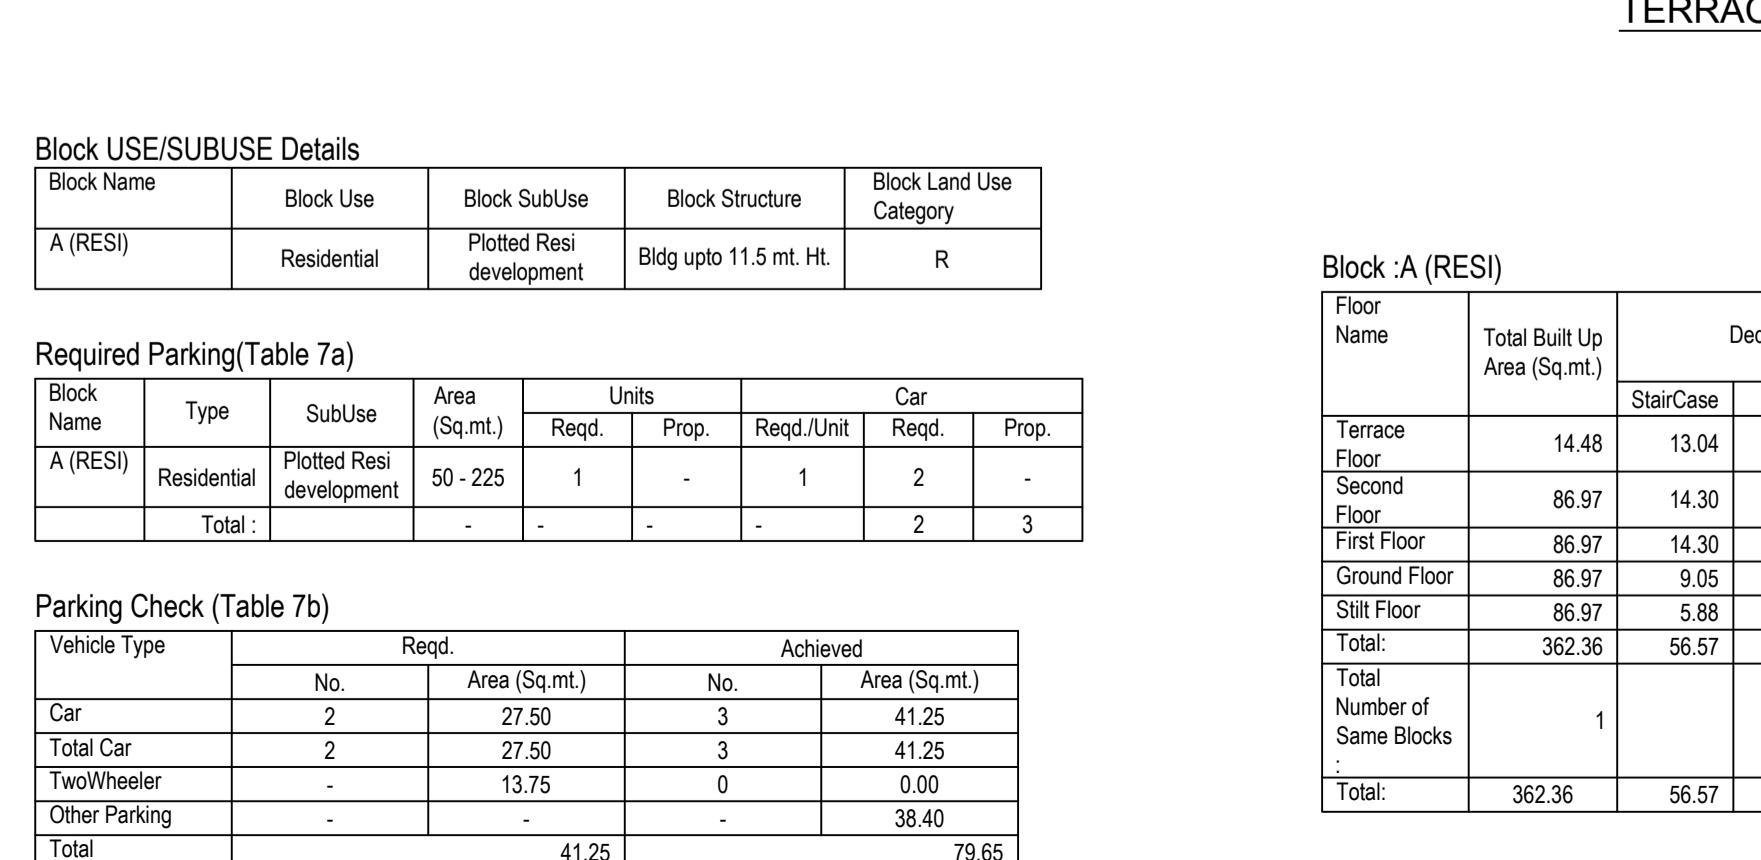 Block USE/SUBUSE Details
Block Name Block Use Block SubUse Block Structure Block Land Use Category
A (RESI) Residential Plotted Resi development Bldg upto 11.5 mt. Ht. R
Required Parking(Table 7a)
Block Name Type SubUse Area (Sq.mt.) Units Car
Reqd. Prop. Reqd./Unit Reqd. Prop.
A (RESI) Residential Plotted Resi development 50 - 225 1 - 1 2 -
Total : - - - - 2 3
Parking Check (Table 7b)
Vehicle Type Reqd. Achieved
No. Area (Sq.mt.) No. Area (Sq.mt.)
Car 2 27.50 3 41.25
Total Car 2 27.50 3 41.25
TwoWheeler - 13.75 0 0.00
Other Parking - - - 38.40
Total 41.25 79.65
Block :A (RESI)
Floor Name Total Built Up Area (Sq.mt.)
StairCase
Terrace Floor 14.48 13.04
Second Floor 86.97 14.30
First Floor 86.97 14.30
Ground Floor 86.97 9.05
Stilt Floor 86.97 5.88
Total: 362.36 56.57
Total Number of Same Blocks : 1
Total: 362.36 56.57